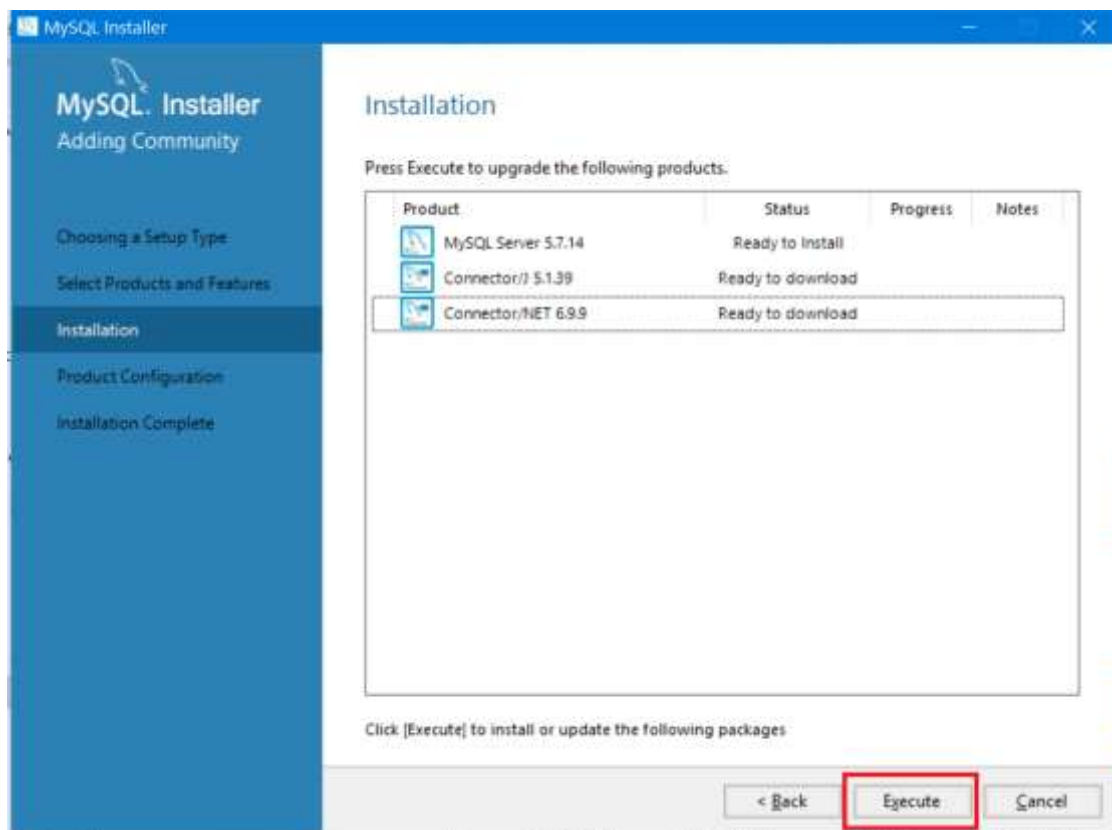 MySQL Installer
MySQL. Installer
Adding Community
Choosing a Setup Type
Select Products and Features
Installation
Product Configuration
Installation Complete
Installation
Press Execute to upgrade the following products.
Product Status Progress Notes
MySQL Server 5.7.14 Ready to Install
Connector/J 5.1.39 Ready to download
Connector/NET 6.9.9 Ready to download
Click [Execute] to install or update the following packages
< Back Execute Cancel